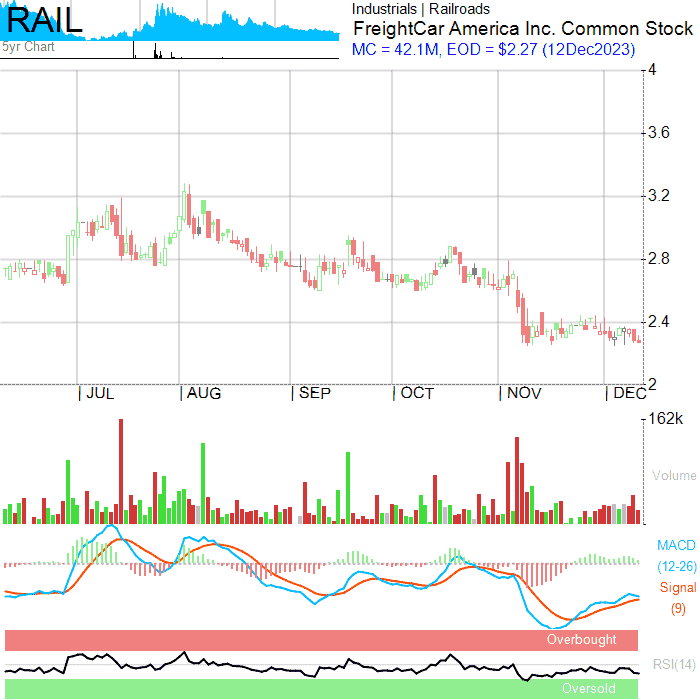 RAIL
5yr Chart
Industrials | Railroads
FreightCar America Inc. Common Stock
MC = 42.1M, EOD = $2.27 (12Dec2023)
4
3.6
3.2
2.8
2.4
2
JUL AUG SEP OCT NOV DEC
162k
Volume
MACD
(12-26)
Signal
(9)
Overbought
RSI(14)
Oversold